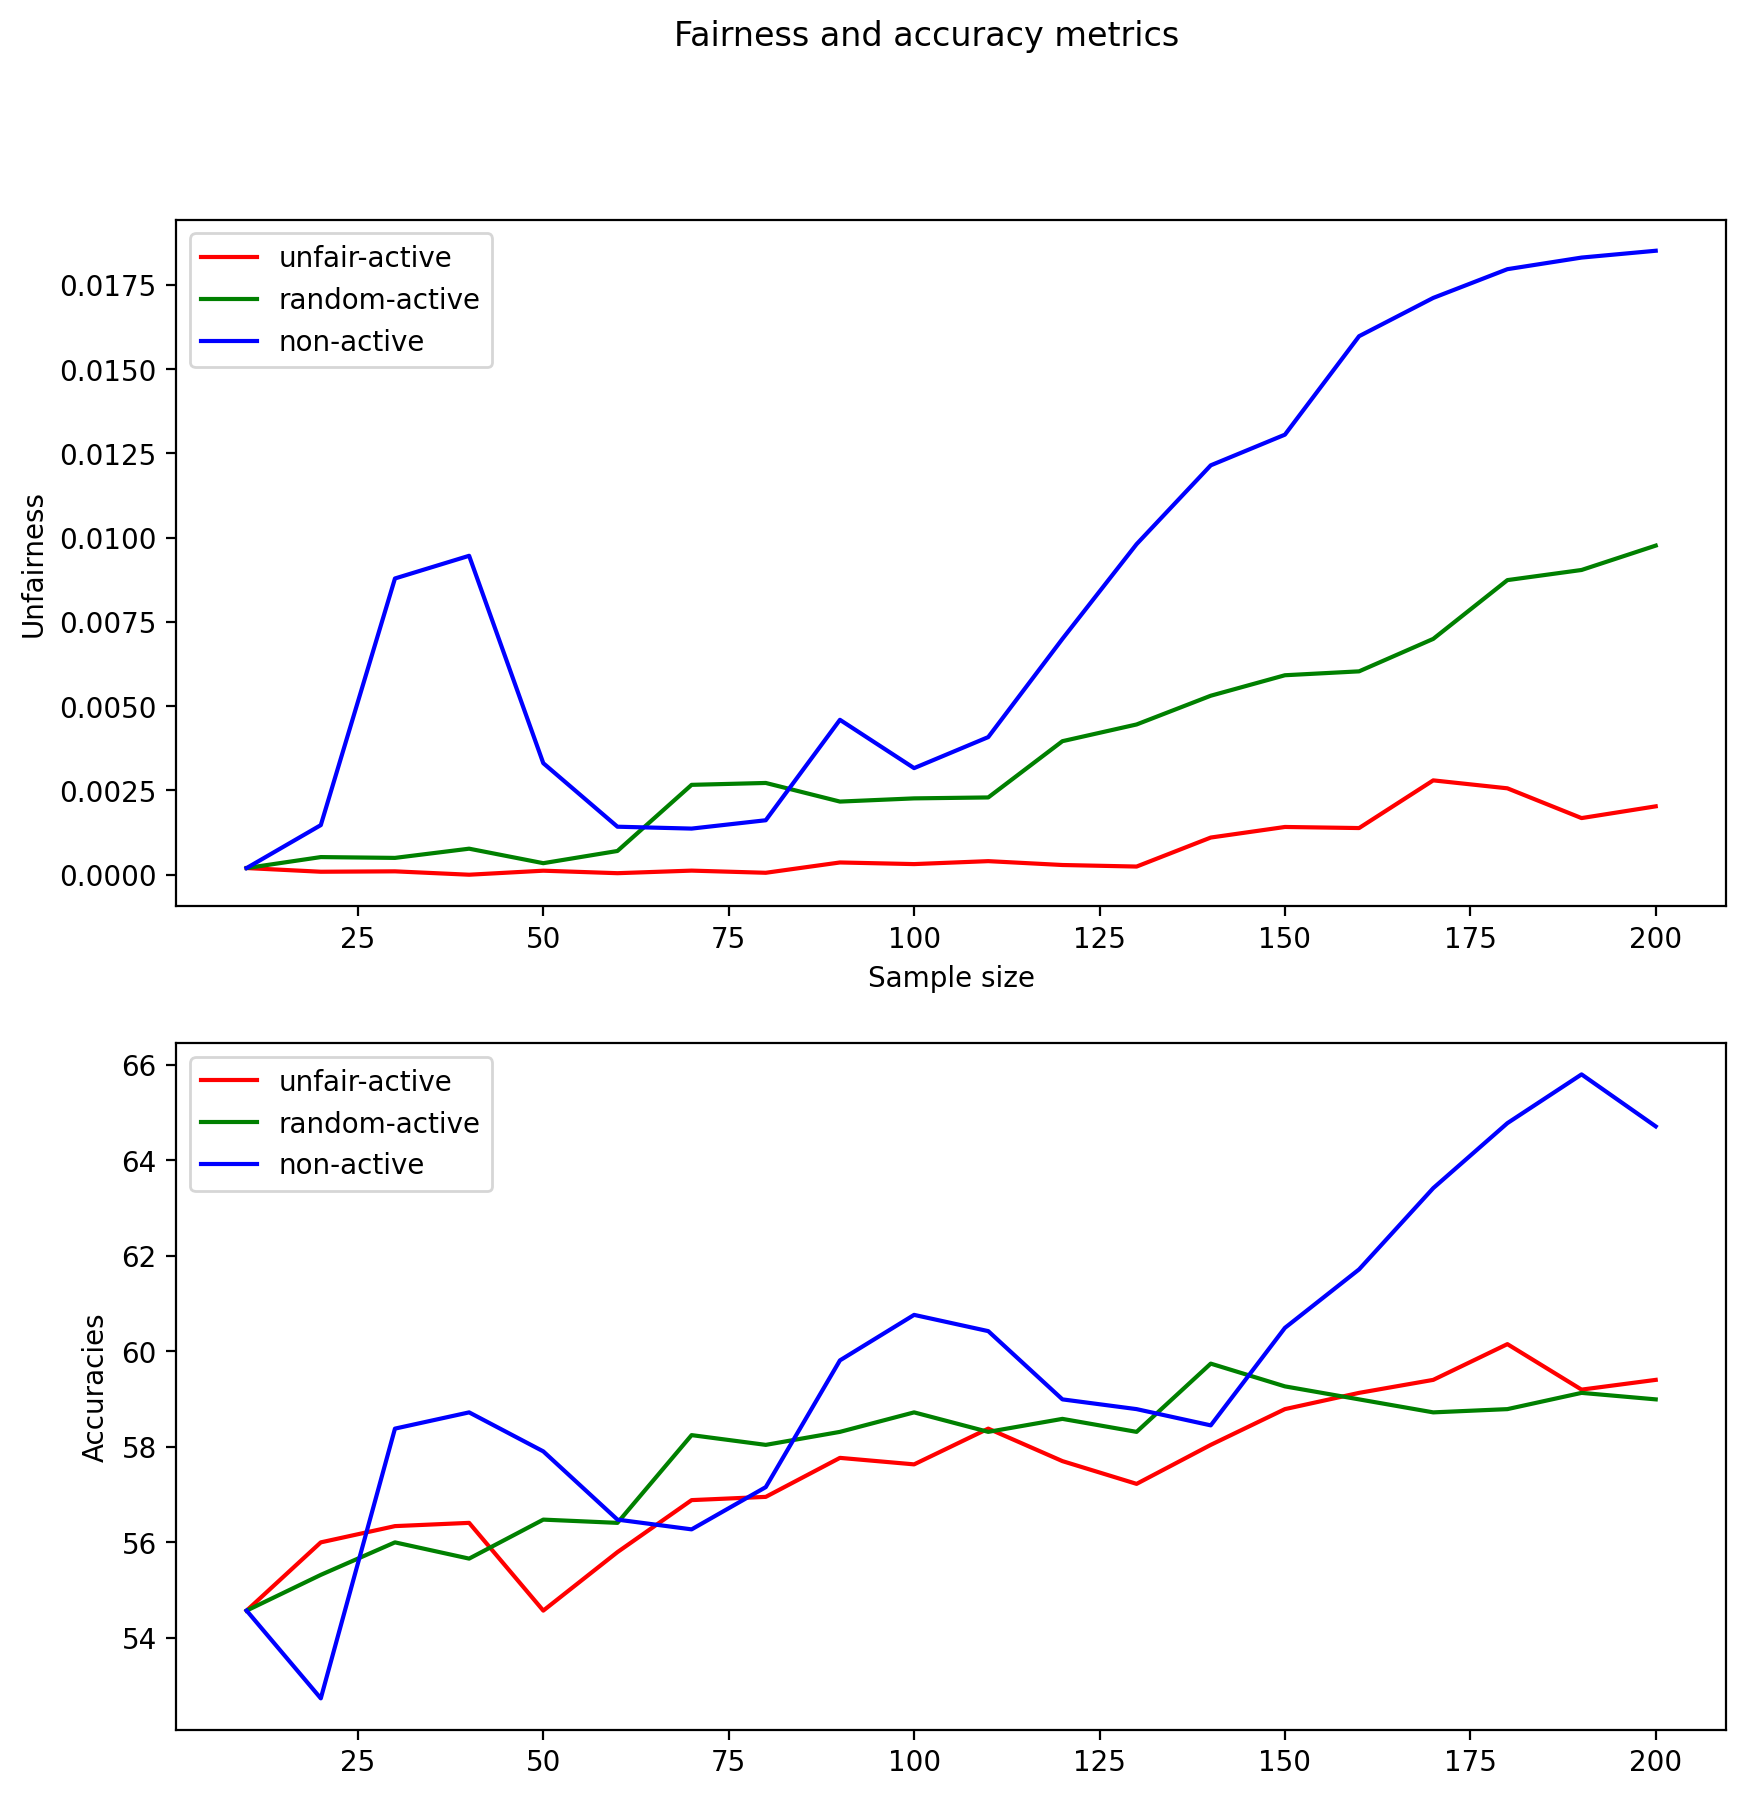 Fairness and accuracy metrics
unfair-active
random-active
non-active
0.0175
0.0150
0.0125
0.0100
0.0075
0.0050
0.0025
0.0000
Unfairness
25 50 75 100 125 150 175 200
Sample size
unfair-active
random-active
non-active
66
64
62
60
58
56
54
Accuracies
25 50 75 100 125 150 175 200